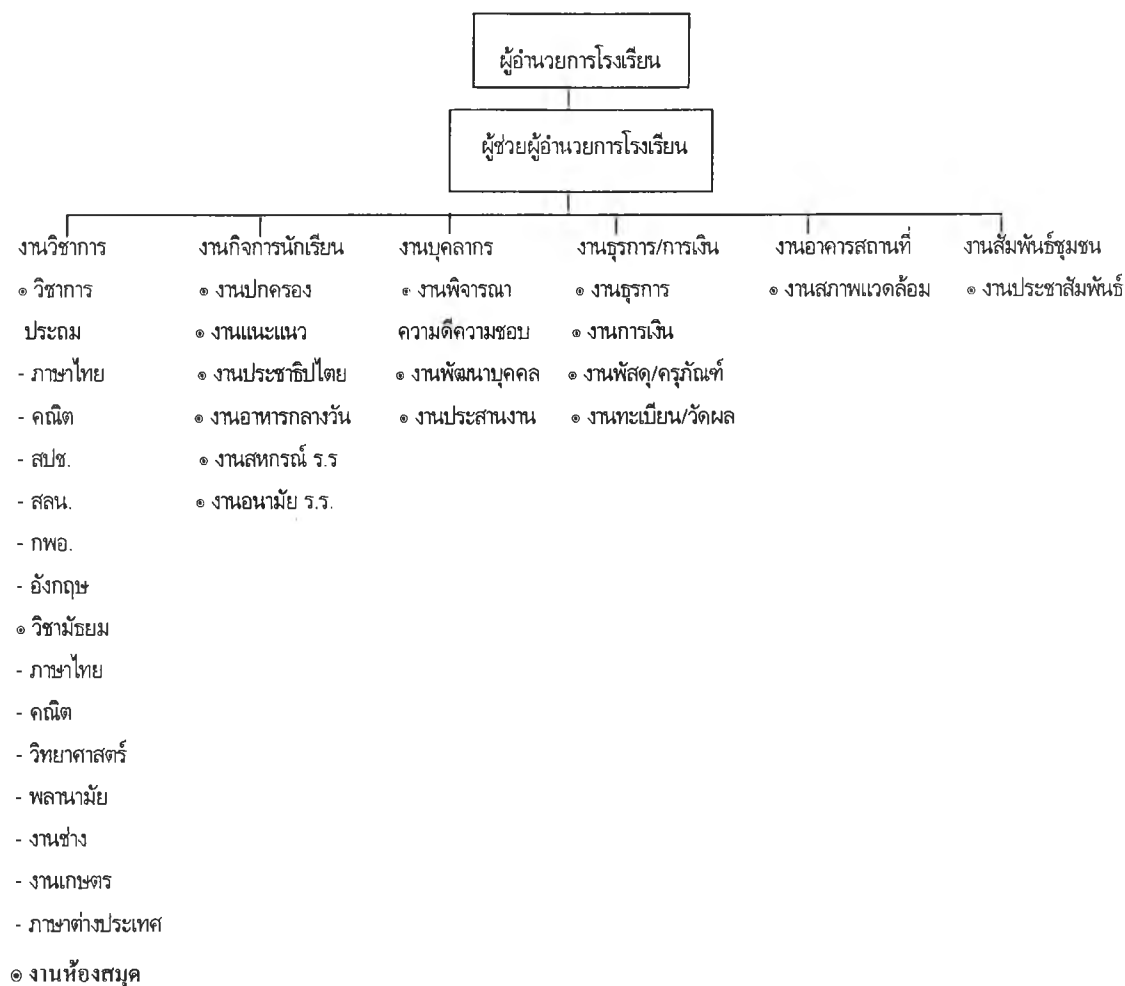 ผู้อำนวยการโรงเรียน
ผู้ช่วยผู้อำนวยการโรงเรียน
งานวิชาการ
๏ วิชาการ
ประถม
- ภาษาไทย
- คณิต
- สปช.
- สลน.
- กพอ.
- อังกฤษ
๏ วิชามัธยม
- ภาษาไทย
- คณิต
- วิทยาศาสตร์
- พลานามัย
- งานช่าง
- งานเกษตร
- ภาษาต่างประเทศ
๏ งานห้องสมุด
งานกิจการนักเรียน
๏ งานปกครอง
๏ งานแนะแนว
๏ งานประชาธิปไตย
๏ งานอาหารกลางวัน
๏ งานสหกรณ์ ร.ร
๏ งานอนามัย ร.ร.
งานบุคลากร
๏ งานพิจารณา
ความดีความชอบ
๏ งานพัฒนาบุคคล
๏ งานประสานงาน
งานธุรการ/การเงิน
๏ งานธุรการ
๏ งานการเงิน
๏ งานพัสดุ/ครุภัณฑ์
๏ งานทะเบียน/วัดผล
งานอาคารสถานที่
๏ งานสภาพแวดล้อม
งานสัมพันธ์ชุมชน
๏ งานประชาสัมพันธ์